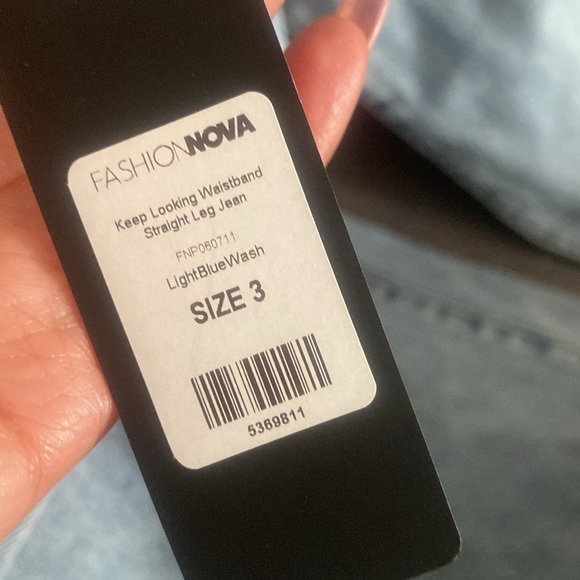 FASHIONNOVA
Keep Looking Waistband
Straight Leg Jean
FNP060711
LightBlueWash
SIZE 3
5369811